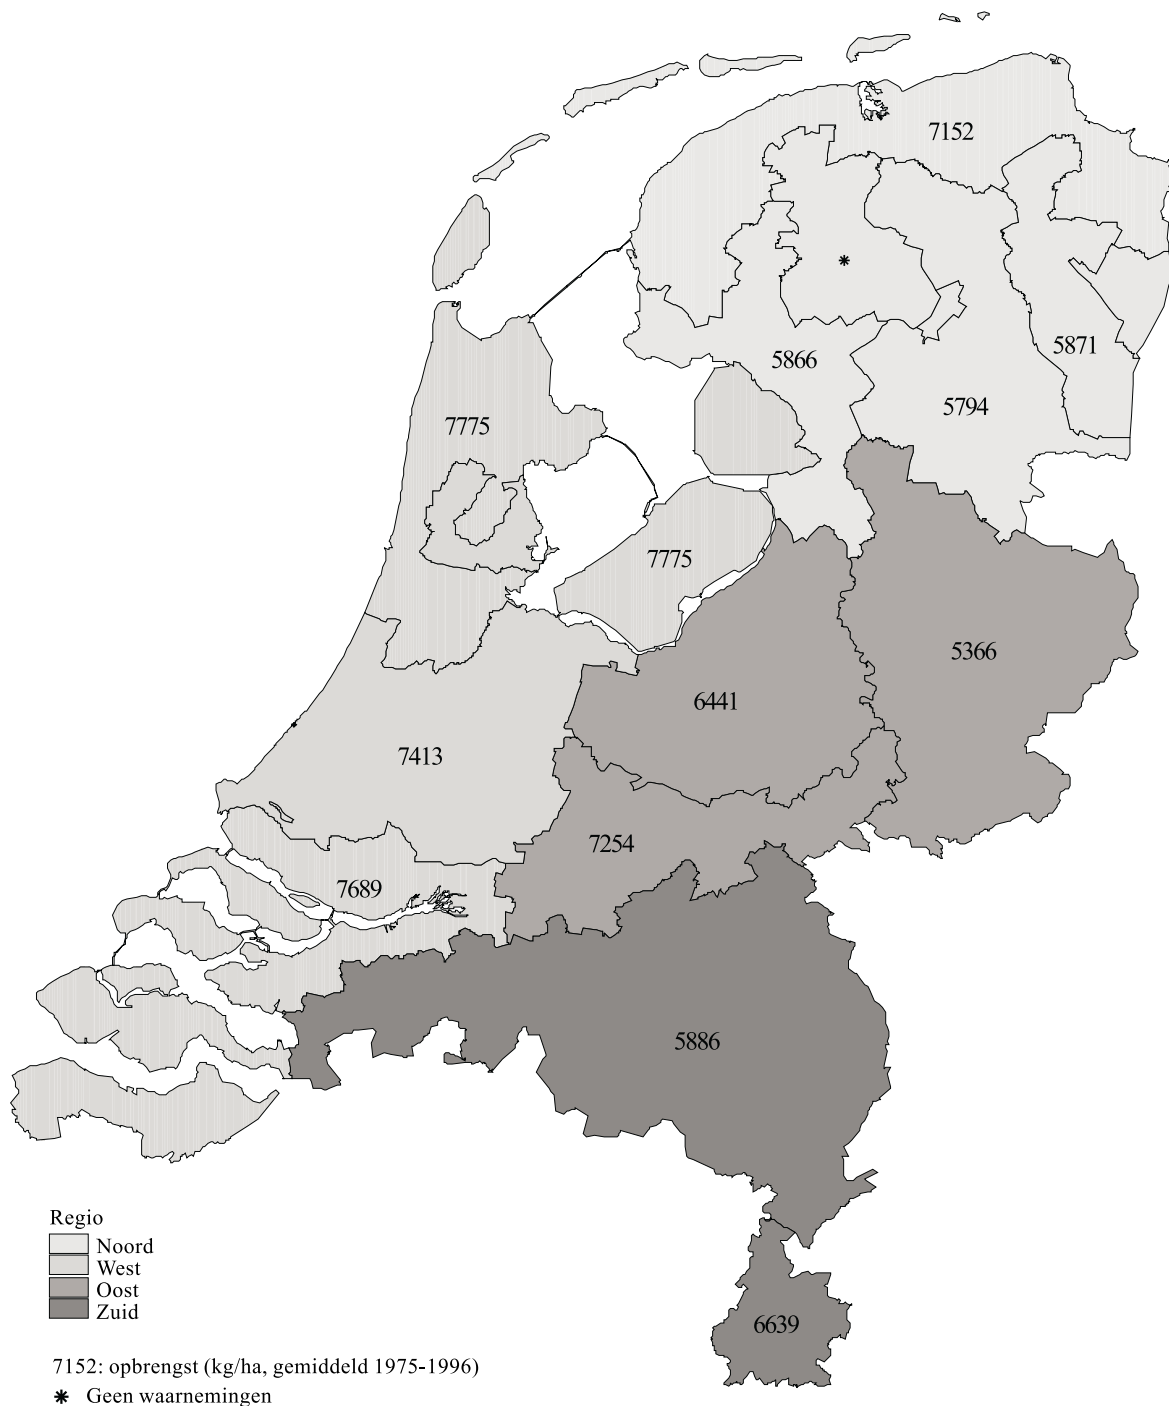 7152
*
5871
5866
5794
7775
7775
5366
6441
7413
7254
7689
5886
Regio
Noord
West
Oost
Zuid
6639
7152: opbrengst (kg/ha, gemiddeld 1975-1996)
* Geen waarnemingen